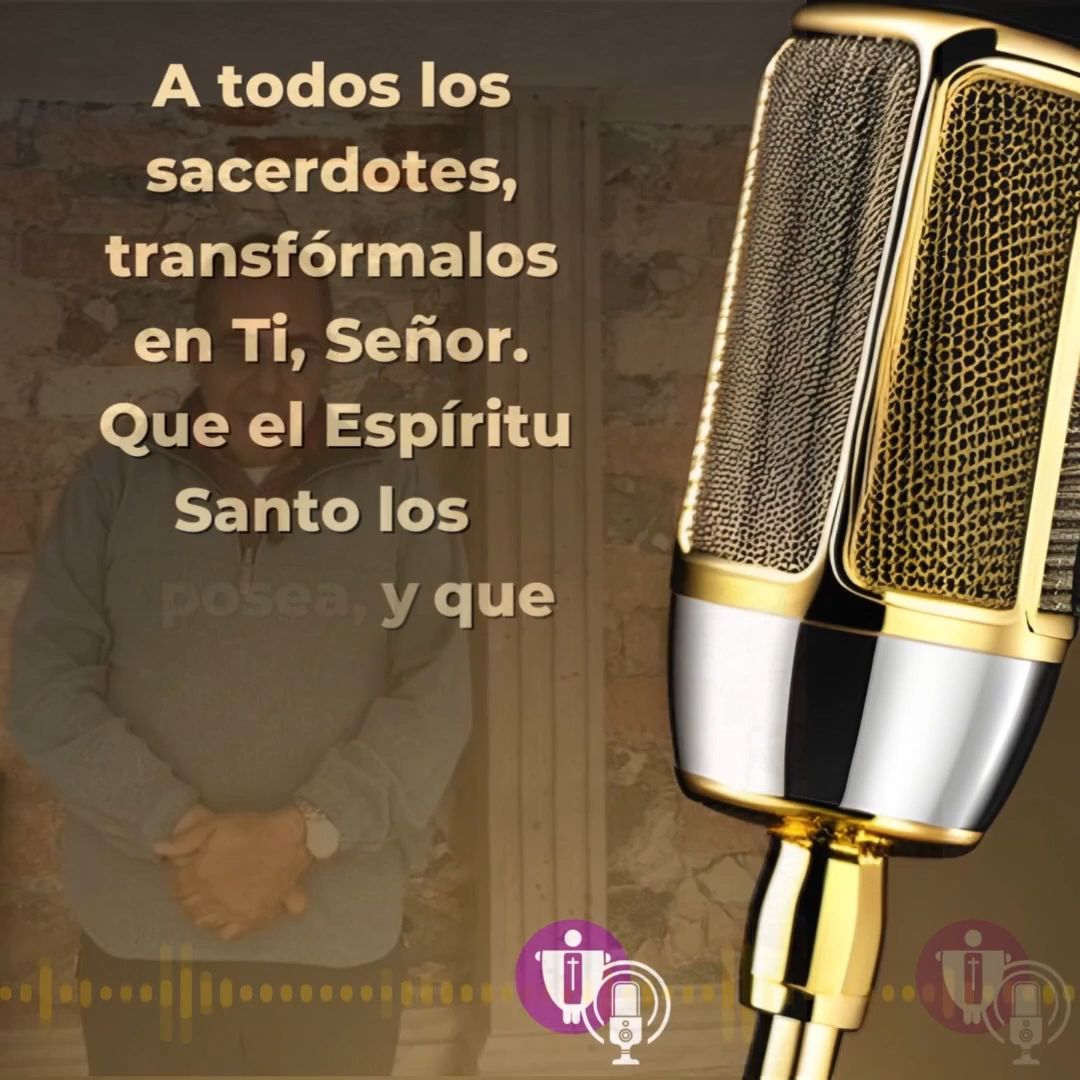 A todos los
sacerdotes,
transfórmalos
en Ti, Señor.
Que el Espíritu
Santo los
posea, y que